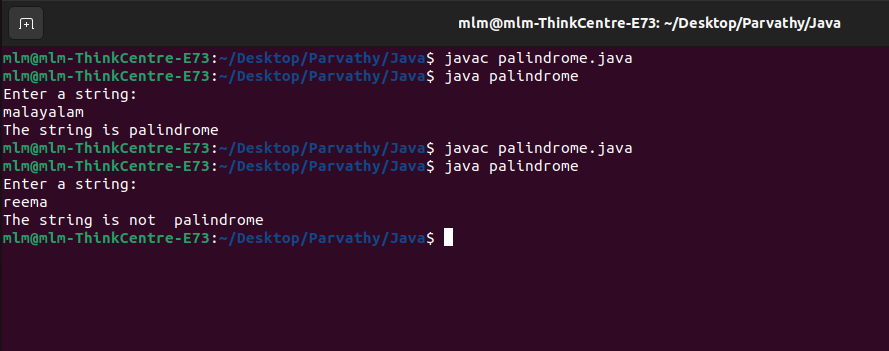 mlm@mlm-ThinkCentre-E73: ~/Desktop/Parvathy/Java
mlm@mlm-ThinkCentre-E73:~/Desktop/Parvathy/Java$ javac palindrome.java
mlm@mlm-ThinkCentre-E73:~/Desktop/Parvathy/Java$ java palindrome
Enter a string:
malayalam
The string is palindrome
mlm@mlm-ThinkCentre-E73:~/Desktop/Parvathy/Java$ javac palindrome.java
mlm@mlm-ThinkCentre-E73:~/Desktop/Parvathy/Java$ java palindrome
Enter a string:
reema
The string is not  palindrome
mlm@mlm-ThinkCentre-E73:~/Desktop/Parvathy/Java$